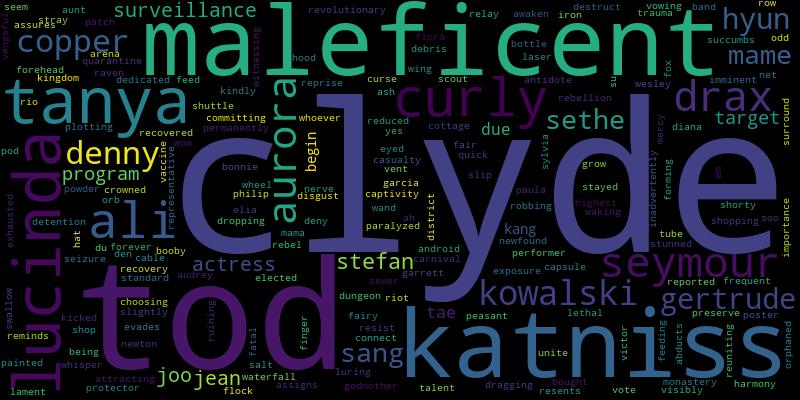 seem
aunt
assures
stray
patch
surveillance
revolutionary
relay
awaken
iron
destruct
trauma
vowing
band
row
hyun
odd
maleficent
copper
arena
quarantine
forehead
kingdom
raven
dedicated
feed
hood
witnessing
flora
debris
bottle
laser
succumbs
mame
vengeful
wing
reprise
kindly
curse
scout
antidote
fox
wesley
imminent
net
tanya
rio
shuttle
ash
curly
rebellion
drax
plotting
committing
whoever
reduced
yes
cottage
due
sethe
mercy
diana
target
surround
recovered
permanently
begin
aurora
clyde
pod
denny
vaccine
woo
bonnie
eyed
casualty
fair
quick
sylvia
grow
forming
powder
program
representative
wheel
nerve
vent
garcia
captivity
slip
inadvertently
stayed
crowned
philip
disgust
paula
highest
shorty
lucinda
orb
elia
wand
robbing
waking
shopping
soo
importance
exhausted
detention
hat
ali
dropping
deny
paralyzed
ah
district
kang
tube
stunned
du
forever
mama
rebel
carnival
android
newfound
performer
den
cable
booby
seizure
recovery
actress
stefan
garrett
exposure
capsule
seymour
standard
audrey
elected
sewer
reported
frequent
tod
choosing
dungeon
riot
kowalski
gertrude
swallow
slightly
ruining
fairy
tae
peasant
lethal
preserve
poster
kicked
evades
finger
resist
katniss
reminds
shop
newton
fatal
connect
victor
feeding
abducts
reuniting
orphaned
being
whisper
sang
unite
painted
salt
waterfall
luring
monastery
harmony
attracting
joo
jean
assigns
godmother
talent
dragging
bought
vote
visibly
lament
protector
flock
resents